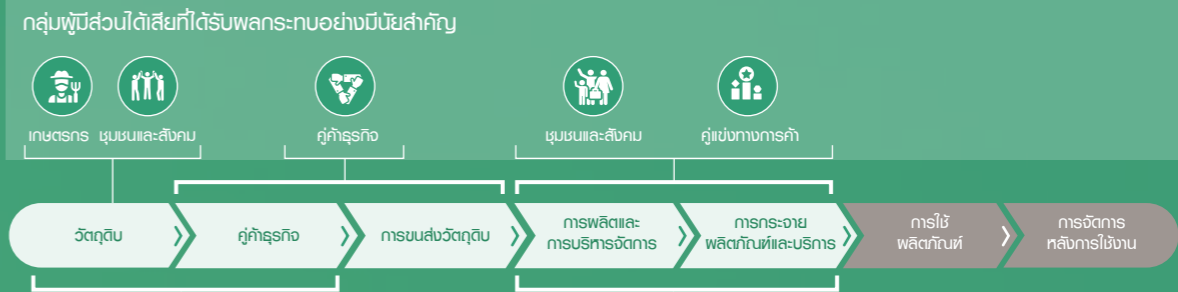 กลุ่มผู้มีส่วนได้เสียที่ได้รับผลกระทบอย่างมีนัยสำคัญ
เกษตรกร ชุมชนและสังคม คู่ค้าธุรกิจ ชุมชนและสังคม คู่แข่งทางการค้า
วัตถุดิบ
คู่ค้าธุรกิจ
การขนส่งวัตถุดิบ
การผลิตและ
การบริหารจัดการ
การกระจาย
ผลิตภัณฑ์และบริการ
การใช้
ผลิตภัณฑ์
การจัดการ
หลังการใช้งาน